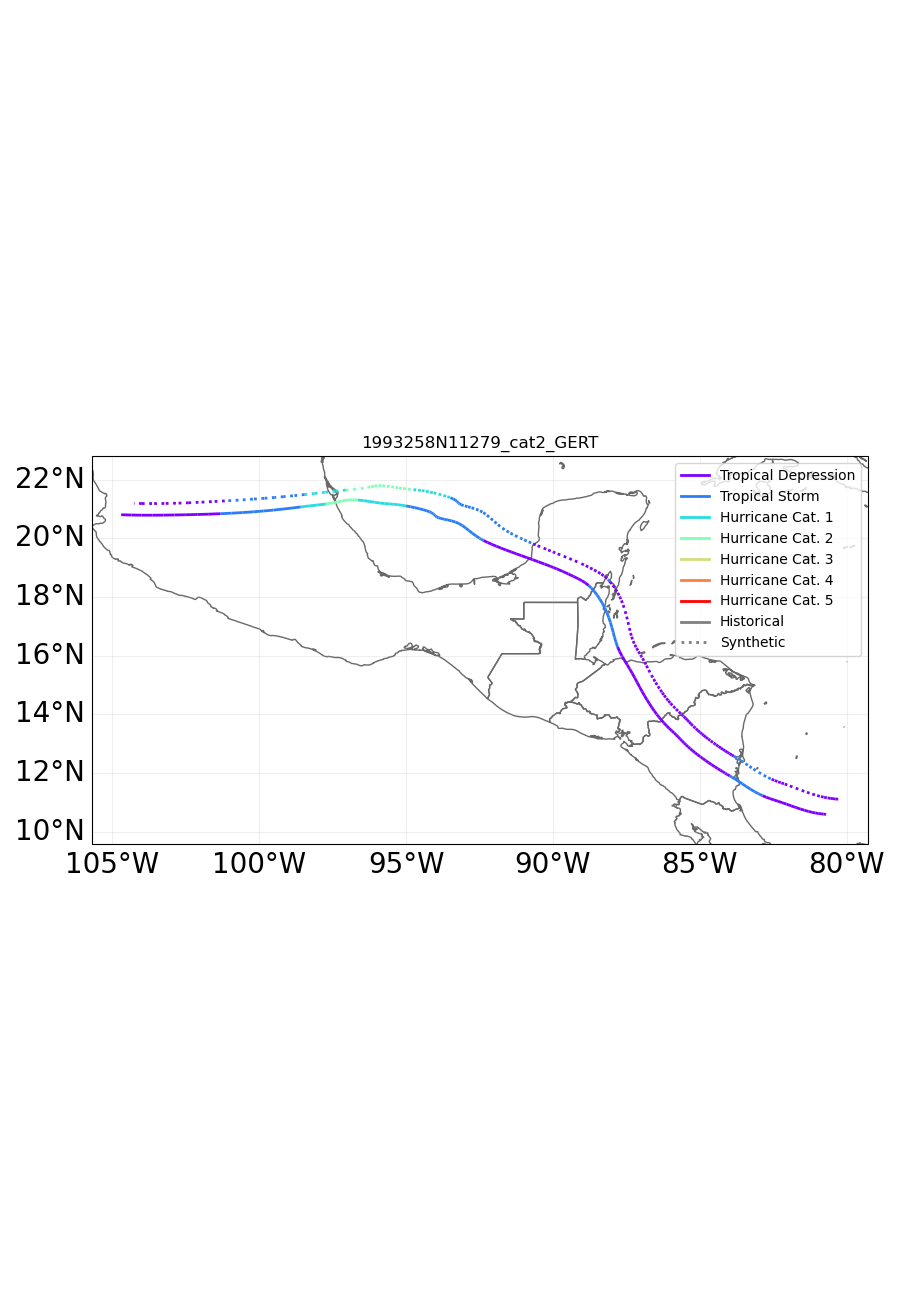 1993258N11279_cat2_GERT
22°N
20°N
18°N
16°N
14°N
12°N
10°N
105°W
100°W
95°W
90°W
85°W
80°W
Tropical Depression
Tropical Storm
Hurricane Cat. 1
Hurricane Cat. 2
Hurricane Cat. 3
Hurricane Cat. 4
Hurricane Cat. 5
Historical
Synthetic